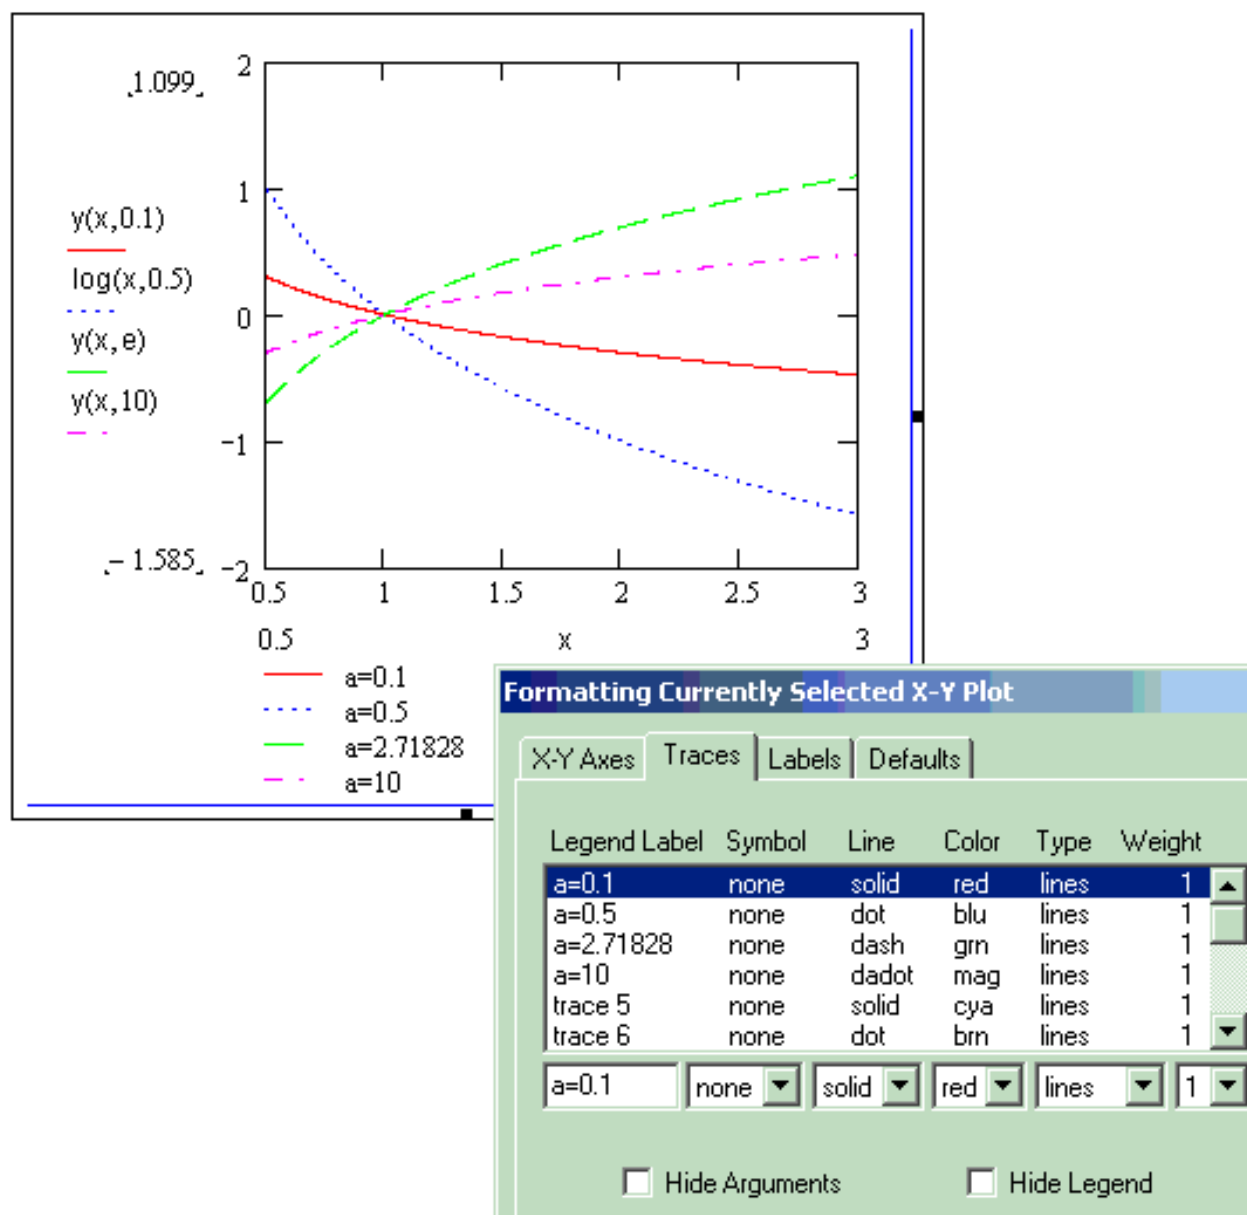 2
1.099
1
y(x,0.1)
log(x,0.5)
0
y(x,e)
y(x,10)
−1
−1.585
−2
0.5 1 1.5 2 2.5 3
0.5 x 3
a=0.1
a=0.5
a=2.71828
a=10
Formatting Currently Selected X-Y Plot
X-Y Axes Traces Labels Defaults
Legend Label Symbol Line Color Type Weight
a=0.1 none solid red lines 1
a=0.5 none dot blu lines 1
a=2.71828 none dash grn lines 1
a=10 none dadot mag lines 1
trace 5 none solid cya lines 1
trace 6 none dot brn lines 1
a=0.1 none solid red lines 1
Hide Arguments Hide Legend